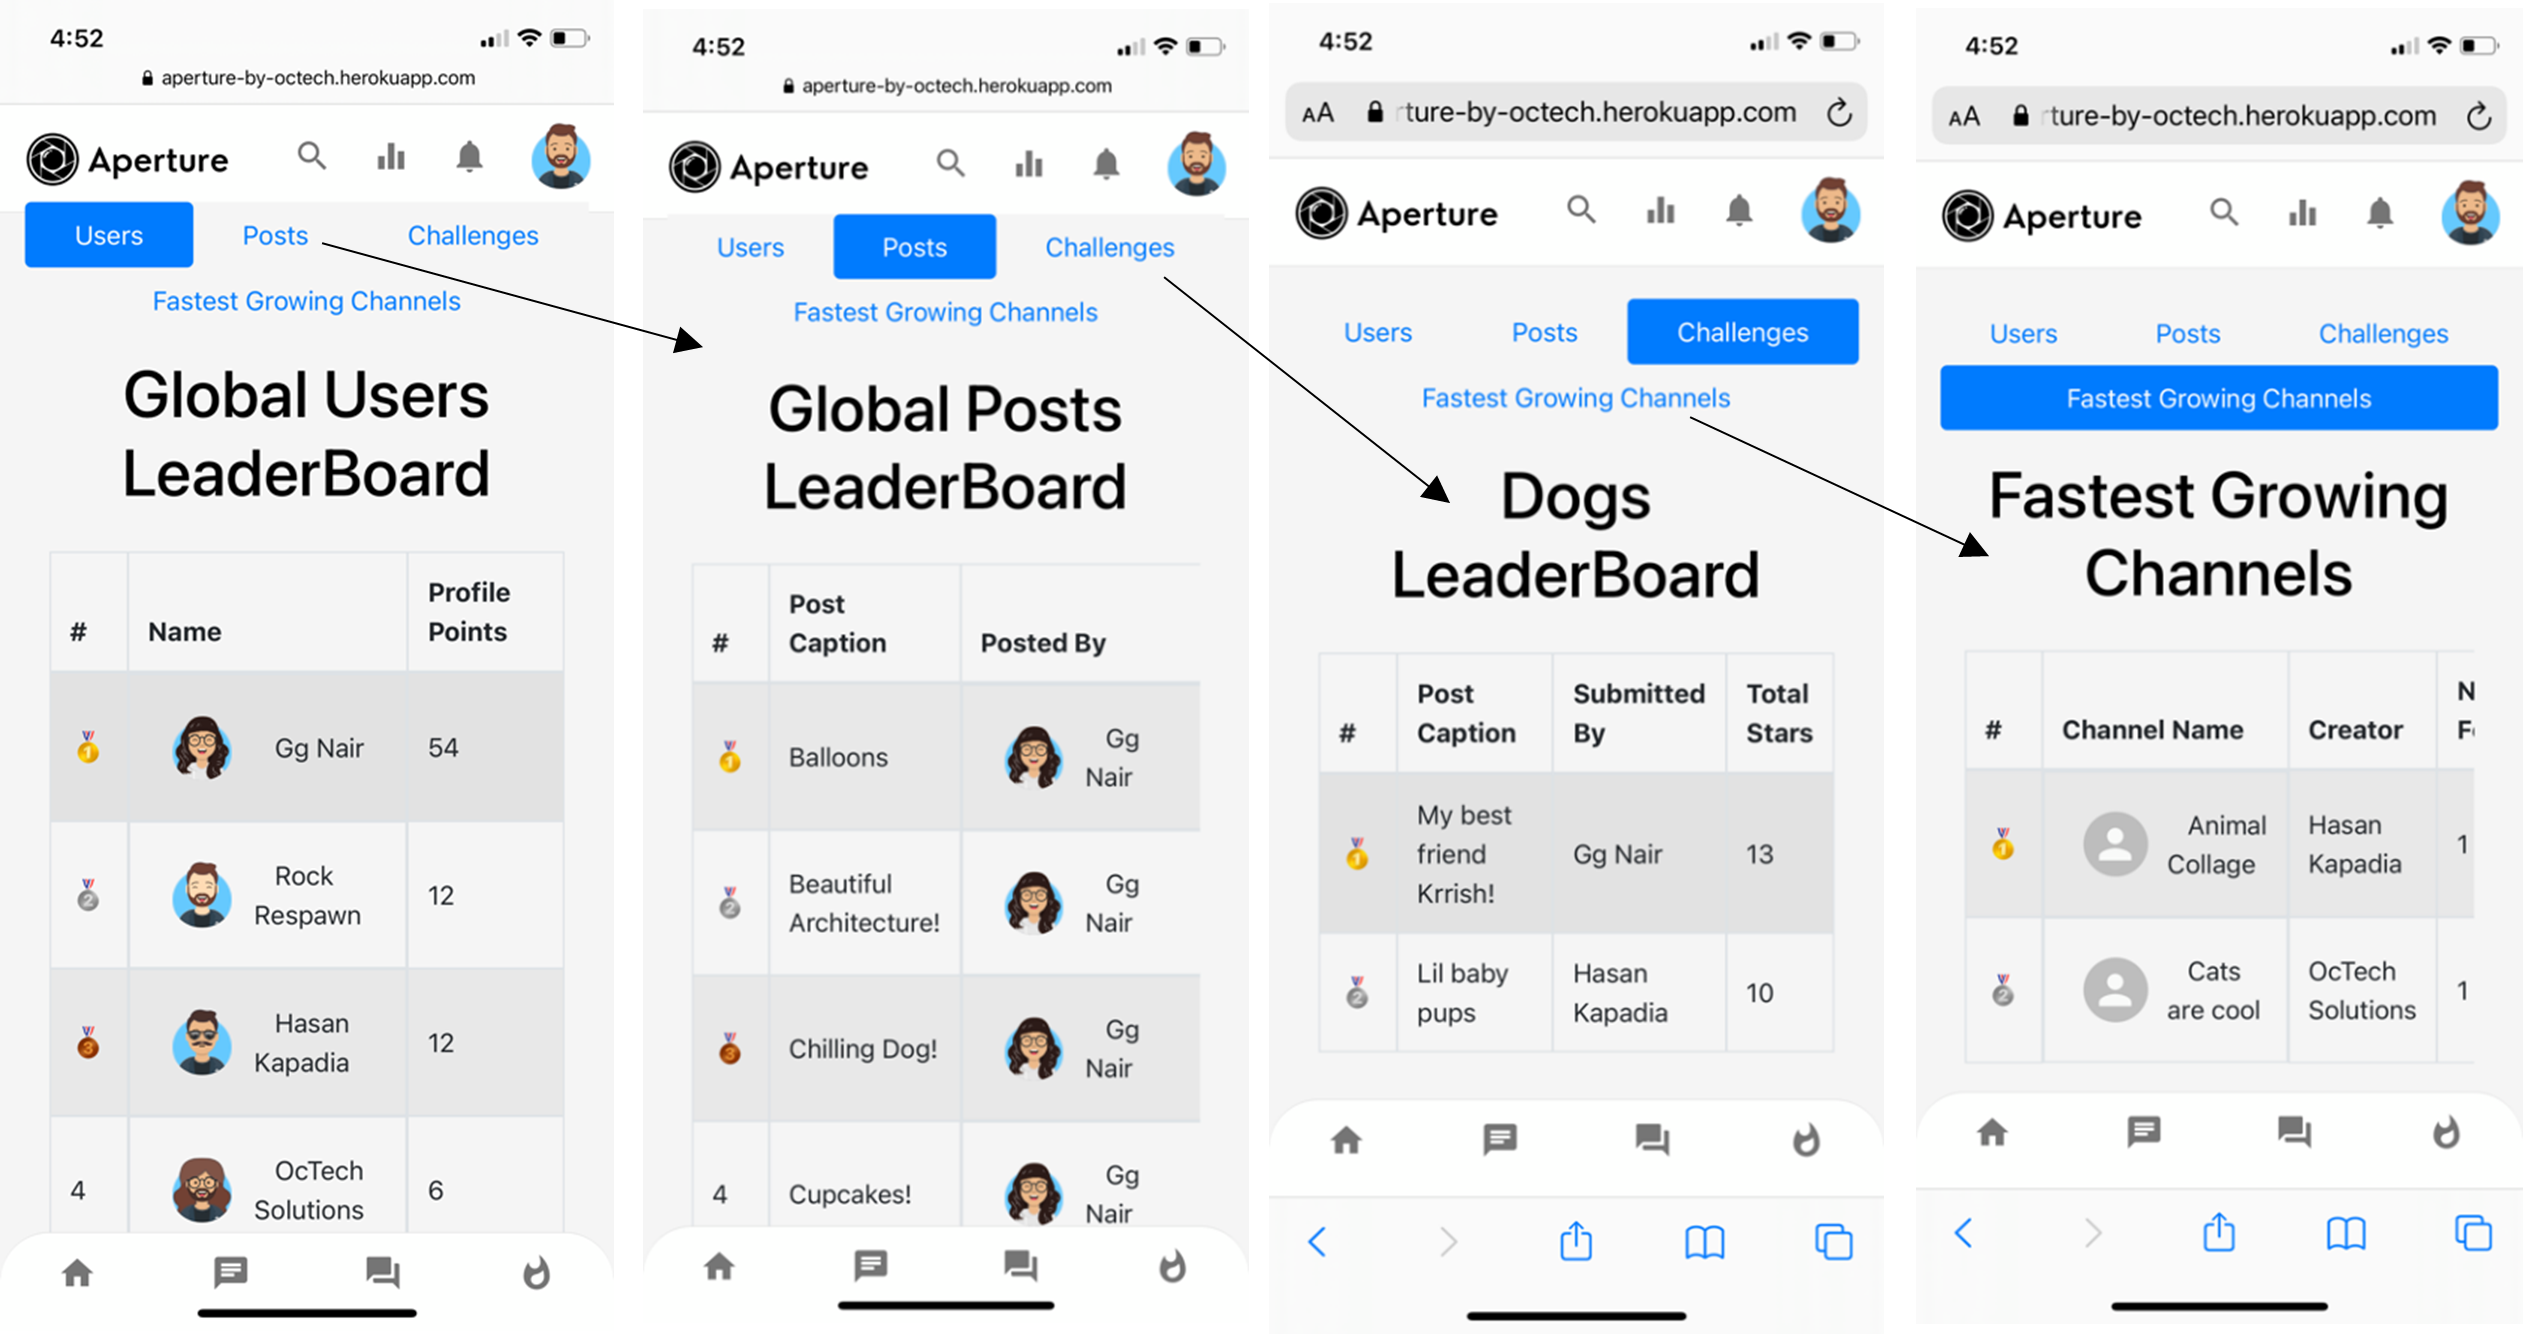 4:52
aperture-by-octech.herokuapp.com
Aperture
Users Posts Challenges
Fastest Growing Channels
Global Users
LeaderBoard
# Name Profile Points
1 Gg Nair 54
2 Rock Respawn 12
3 Hasan Kapadia 12
4 OcTech Solutions 6
4:52
aperture-by-octech.herokuapp.com
Aperture
Users Posts Challenges
Fastest Growing Channels
Global Posts
LeaderBoard
# Post Caption Posted By
1 Balloons Gg Nair
2 Beautiful Architecture! Gg Nair
3 Chilling Dog! Gg Nair
4 Cupcakes! Gg Nair
4:52
AA rture-by-octech.herokuapp.com
Aperture
Users Posts Challenges
Fastest Growing Channels
Dogs
LeaderBoard
# Post Caption Submitted By Total Stars
1 My best friend Krrish! Gg Nair 13
2 Lil baby pups Hasan Kapadia 10
4:52
AA rture-by-octech.herokuapp.com
Aperture
Users Posts Challenges
Fastest Growing Channels
Fastest Growing
Channels
# Channel Name Creator
1 Animal Collage Hasan Kapadia 1
2 Cats are cool OcTech Solutions 1